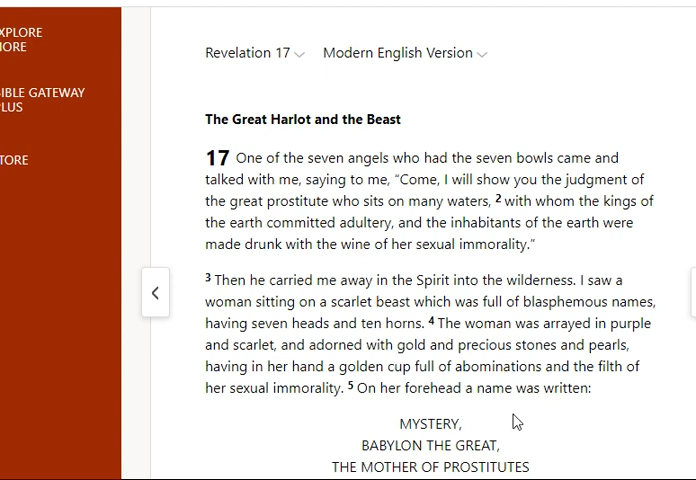 XPLORE
MORE
IBLE GATEWAY
PLUS
STORE
Revelation 17 Modern English Version
The Great Harlot and the Beast
17 One of the seven angels who had the seven bowls came and
talked with me, saying to me, “Come, I will show you the judgment of
the great prostitute who sits on many waters, 2 with whom the kings of
the earth committed adultery, and the inhabitants of the earth were
made drunk with the wine of her sexual immorality.”
3 Then he carried me away in the Spirit into the wilderness. I saw a
woman sitting on a scarlet beast which was full of blasphemous names,
having seven heads and ten horns. 4 The woman was arrayed in purple
and scarlet, and adorned with gold and precious stones and pearls,
having in her hand a golden cup full of abominations and the filth of
her sexual immorality. 5 On her forehead a name was written:
MYSTERY,
BABYLON THE GREAT,
THE MOTHER OF PROSTITUTES